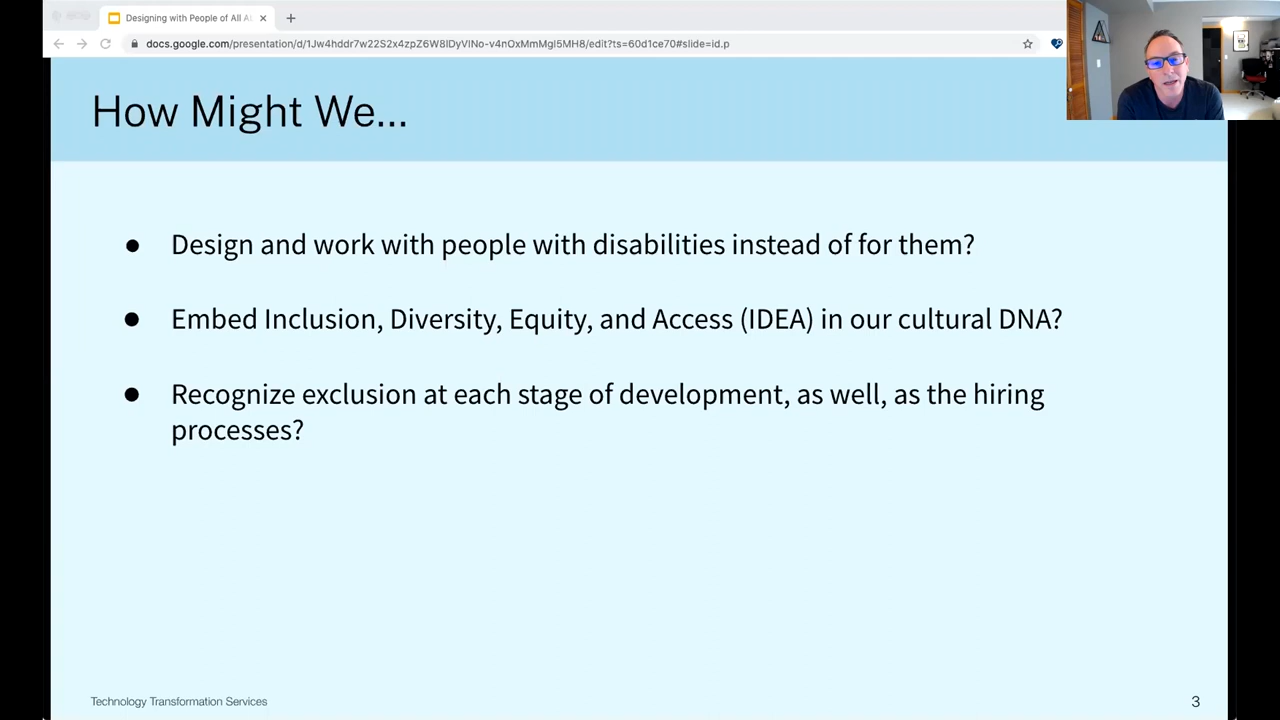 Designing with People of All Al
docs.google.com/presentation/d/1Jw4hddr7w22S2x4zpZ6W8lDyVlNo-v4nOxMmMgl5MH8/edit?ts=60d1ce70#slide=id.p
How Might We...
● Design and work with people with disabilities instead of for them?
● Embed Inclusion, Diversity, Equity, and Access (IDEA) in our cultural DNA?
● Recognize exclusion at each stage of development, as well, as the hiring
processes?
Technology Transformation Services
3